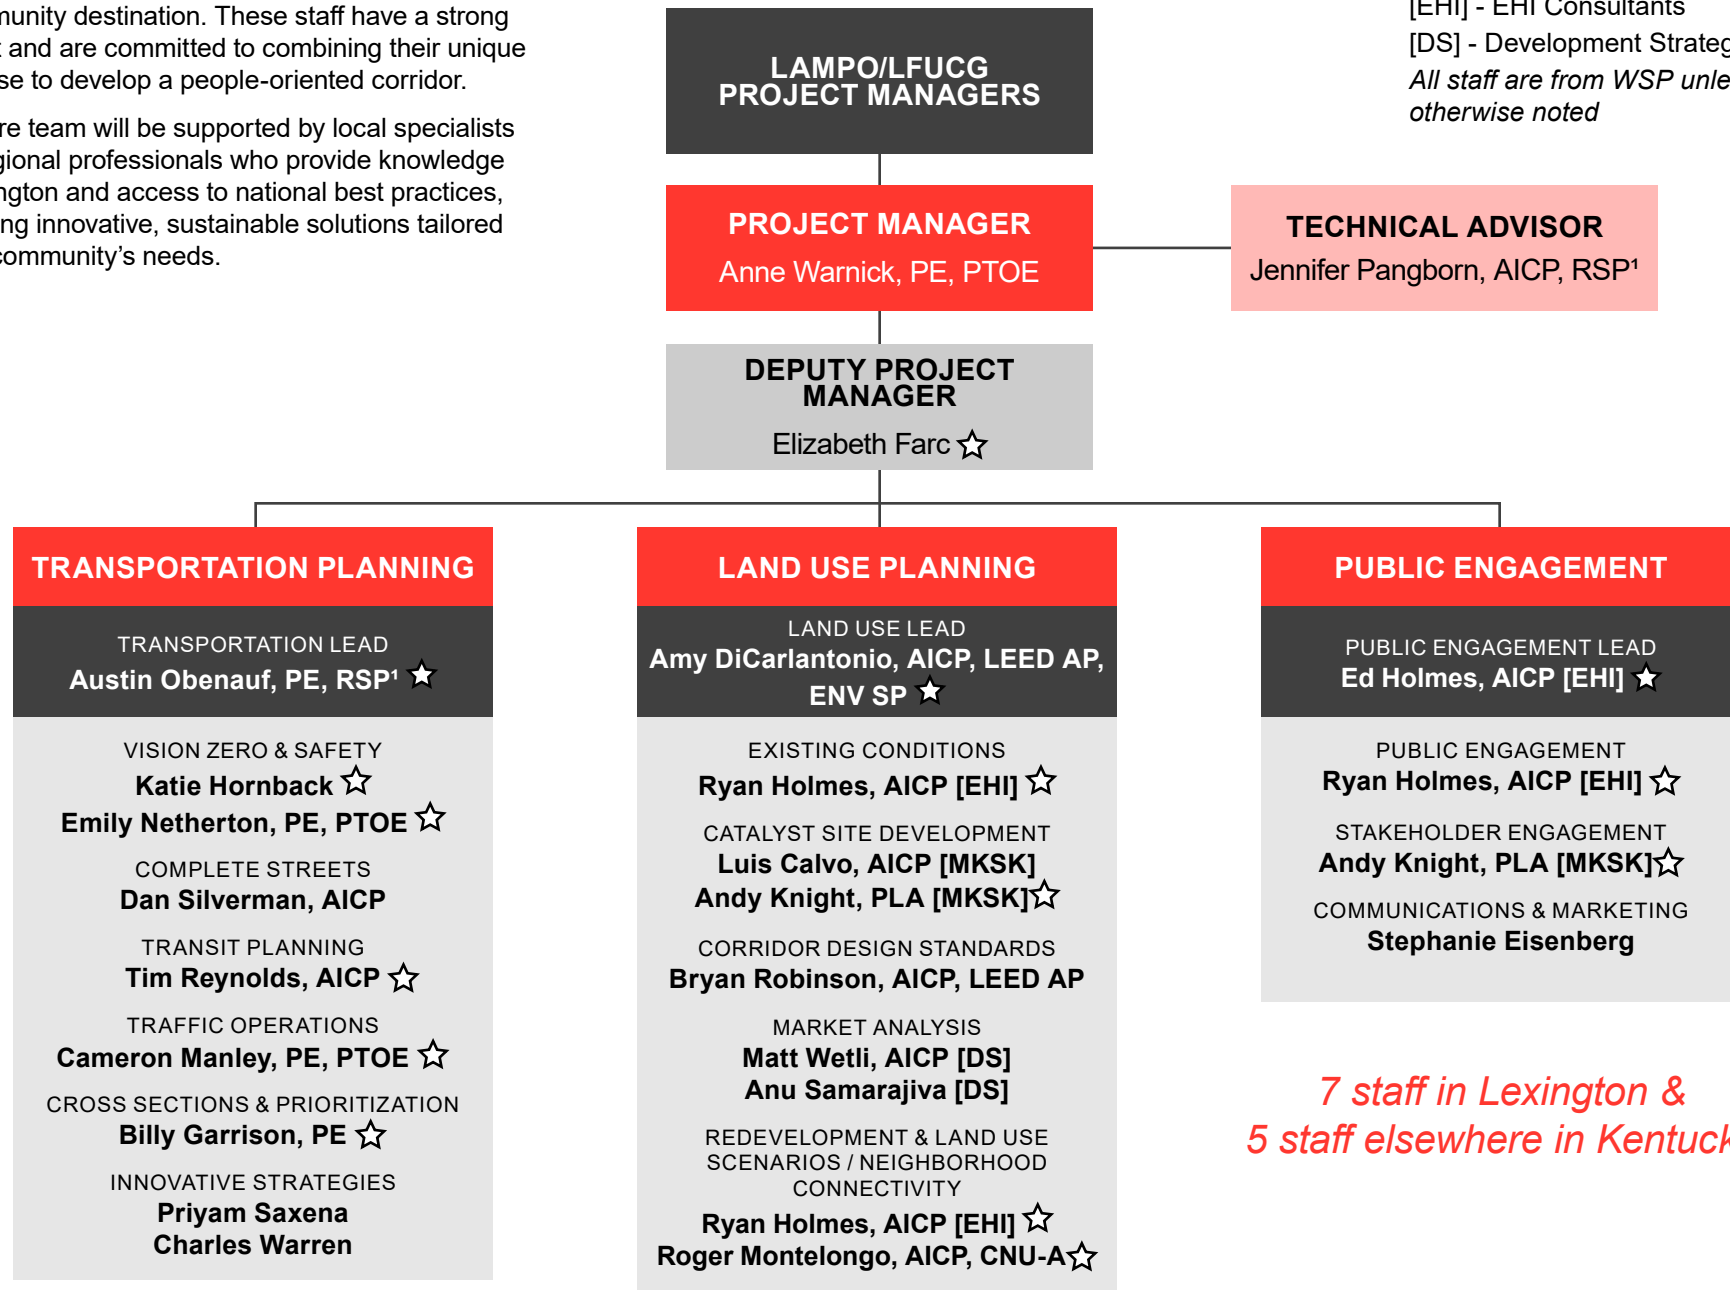 munity destination. These staff have a strong
and are committed to combining their unique
se to develop a people-oriented corridor.
re team will be supported by local specialists
gional professionals who provide knowledge
ngton and access to national best practices,
ng innovative, sustainable solutions tailored
community’s needs.
[EHI] - EHI Consultants
[DS] - Development Strateg
All staff are from WSP unle
otherwise noted
LAMPO/LFUCG
PROJECT MANAGERS
PROJECT MANAGER
Anne Warnick, PE, PTOE
TECHNICAL ADVISOR
Jennifer Pangborn, AICP, RSP¹
DEPUTY PROJECT
MANAGER
Elizabeth Farc
TRANSPORTATION PLANNING
TRANSPORTATION LEAD
Austin Obenauf, PE, RSP¹
VISION ZERO & SAFETY
Katie Hornback
Emily Netherton, PE, PTOE
COMPLETE STREETS
Dan Silverman, AICP
TRANSIT PLANNING
Tim Reynolds, AICP
TRAFFIC OPERATIONS
Cameron Manley, PE, PTOE
CROSS SECTIONS & PRIORITIZATION
Billy Garrison, PE
INNOVATIVE STRATEGIES
Priyam Saxena
Charles Warren
LAND USE PLANNING
LAND USE LEAD
Amy DiCarlantonio, AICP, LEED AP,
ENV SP
EXISTING CONDITIONS
Ryan Holmes, AICP [EHI]
CATALYST SITE DEVELOPMENT
Luis Calvo, AICP [MKSK]
Andy Knight, PLA [MKSK]
CORRIDOR DESIGN STANDARDS
Bryan Robinson, AICP, LEED AP
MARKET ANALYSIS
Matt Wetli, AICP [DS]
Anu Samarajiva [DS]
REDEVELOPMENT & LAND USE
SCENARIOS / NEIGHBORHOOD
CONNECTIVITY
Ryan Holmes, AICP [EHI]
Roger Montelongo, AICP, CNU-A
PUBLIC ENGAGEMENT
PUBLIC ENGAGEMENT LEAD
Ed Holmes, AICP [EHI]
PUBLIC ENGAGEMENT
Ryan Holmes, AICP [EHI]
STAKEHOLDER ENGAGEMENT
Andy Knight, PLA [MKSK]
COMMUNICATIONS & MARKETING
Stephanie Eisenberg
7 staff in Lexington &
5 staff elsewhere in Kentuck